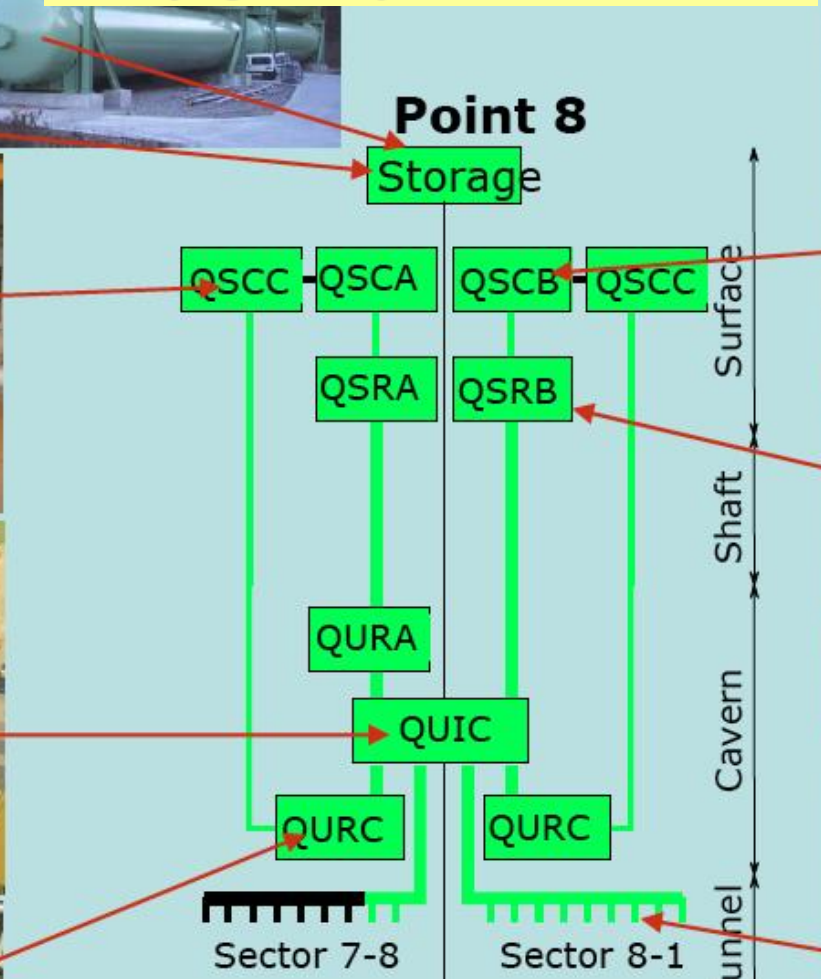 Point 8
Storage
QSCC QSCA QSCB QSCC
QSRA QSRB
QURA
QUIC
QURC QURC
Sector 7-8 Sector 8-1
Surface
Shaft
Cavern
unnel